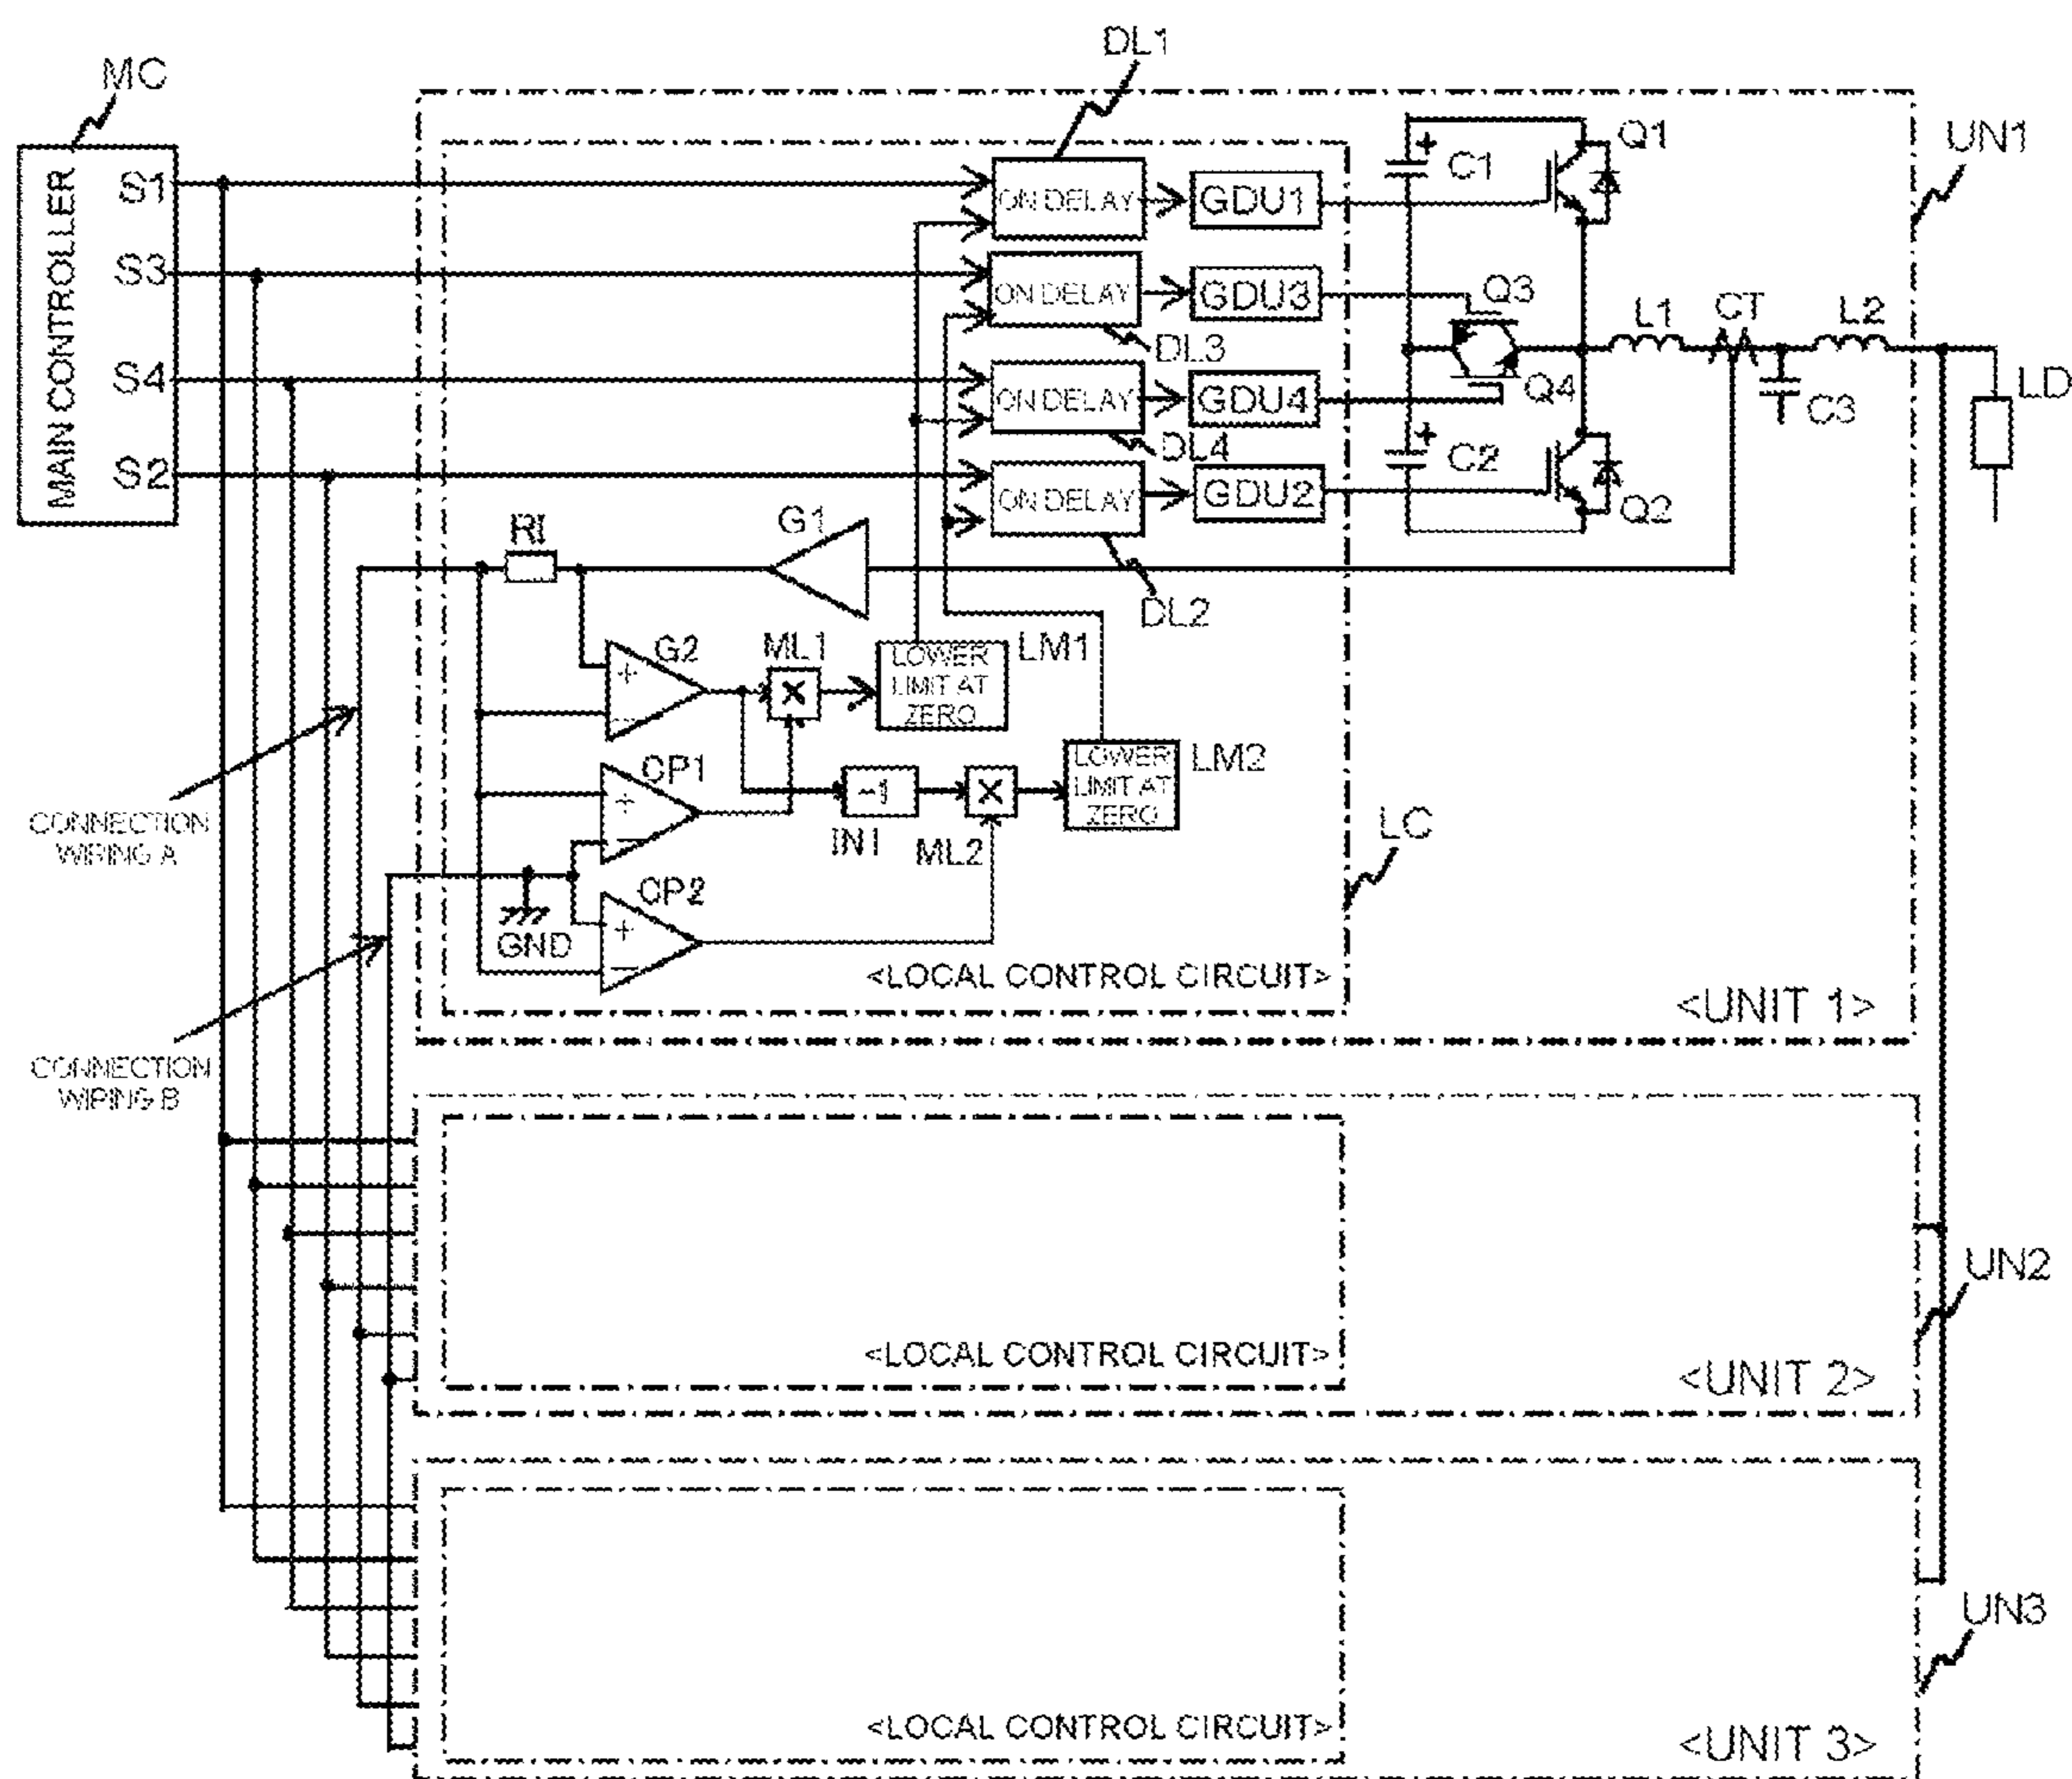 DL1
MC
Q1
UN1
MAIN CONTROLLER
S1
ON DELAY
GDU1
+
C1
S3
ON DELAY
GDU3
Q3
L1
CT
L2
DL3
S4
ON DELAY
GDU4
Q4
C3
LD
DL4
S2
ON DELAY
GDU2
+
C2
Q2
RI
G1
DL2
G2
+
−
ML1
×
LOWER
LIMIT AT
ZERO
LM1
CP1
+
−
-1
IN1
×
ML2
LOWER
LIMIT AT
ZERO
LM2
CONNECTION
WIRING A
LC
GND
CP2
+
−
<LOCAL CONTROL CIRCUIT>
<UNIT 1>
CONNECTION
WIRING B
UN2
<LOCAL CONTROL CIRCUIT>
<UNIT 2>
UN3
<LOCAL CONTROL CIRCUIT>
<UNIT 3>